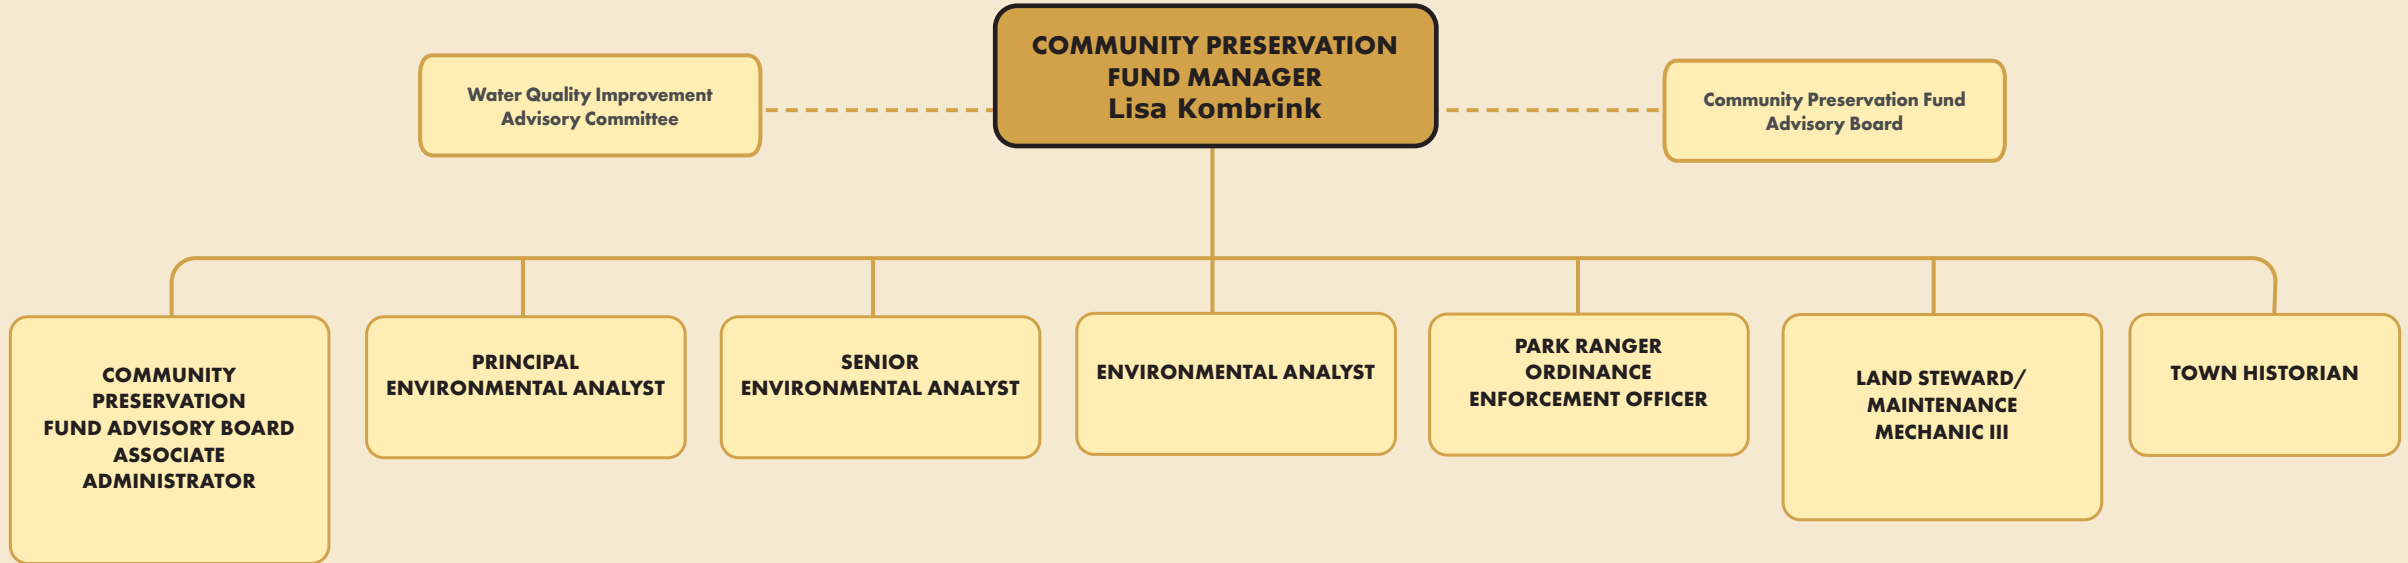 COMMUNITY PRESERVATION
FUND MANAGER
Lisa Kombrink
Water Quality Improvement
Advisory Committee
Community Preservation Fund
Advisory Board
COMMUNITY
PRESERVATION
FUND ADVISORY BOARD
ASSOCIATE
ADMINISTRATOR
PRINCIPAL
ENVIRONMENTAL ANALYST
SENIOR
ENVIRONMENTAL ANALYST
ENVIRONMENTAL ANALYST
PARK RANGER
ORDINANCE
ENFORCEMENT OFFICER
LAND STEWARD/
MAINTENANCE
MECHANIC III
TOWN HISTORIAN